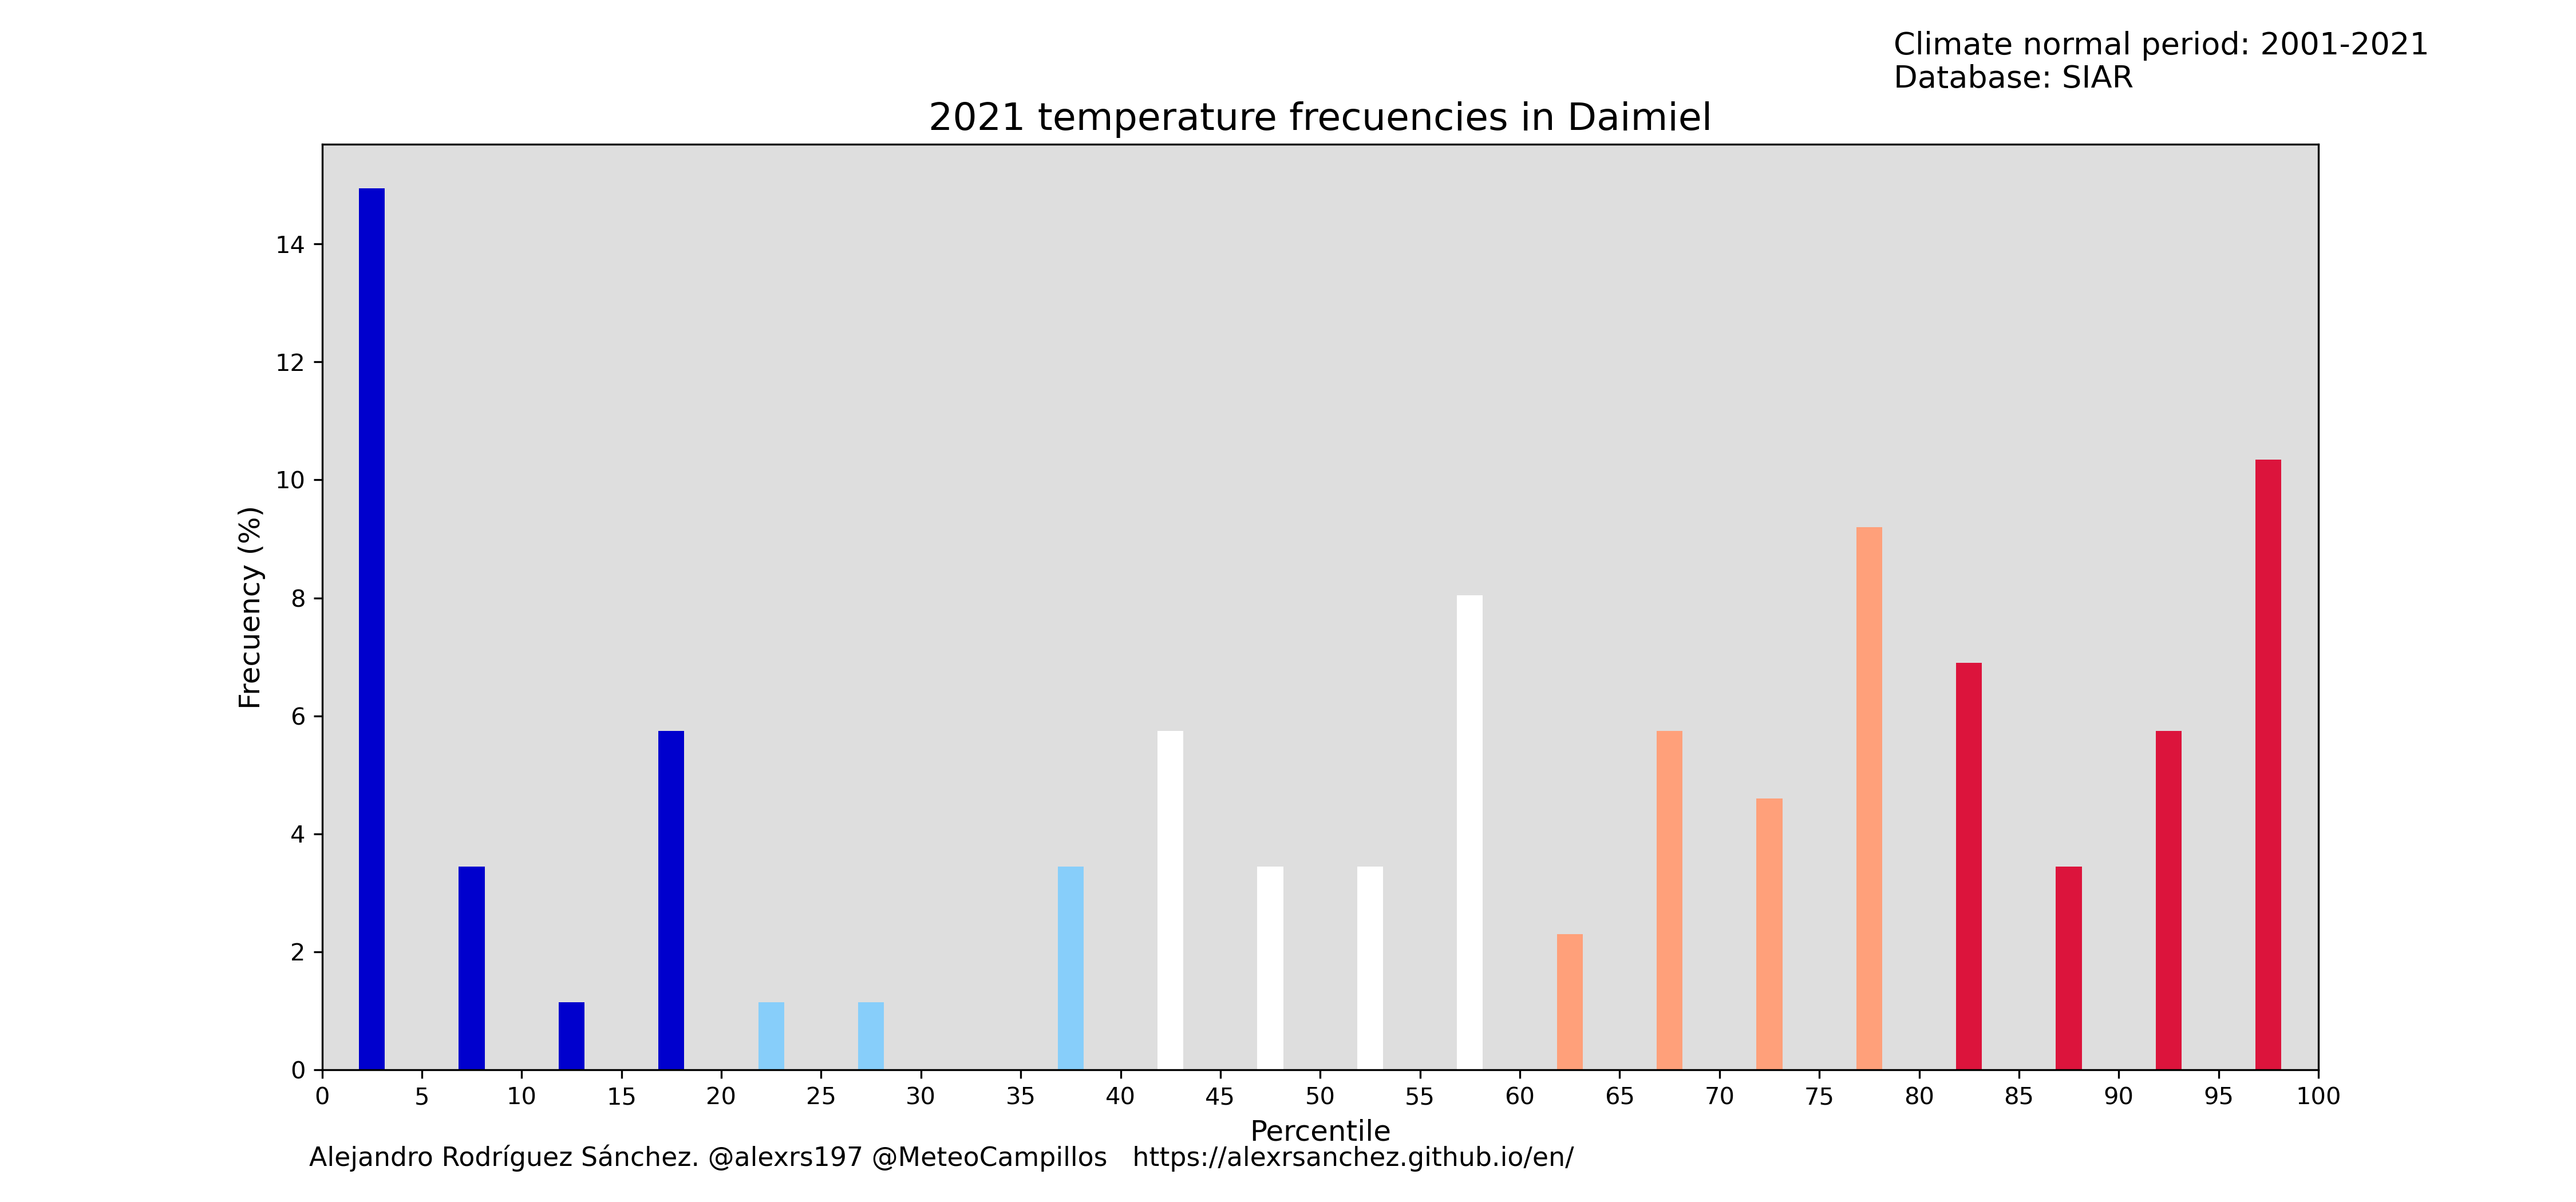 Climate normal period: 2001-2021
Database: SIAR
2021 temperature frecuencies in Daimiel
Frecuency (%)
14
12
10
8
6
4
2
0
0 5 10 15 20 25 30 35 40 45 50 55 60 65 70 75 80 85 90 95 100
Percentile
Alejandro Rodríguez Sánchez. @alexrs197 @MeteoCampillos https://alexrsanchez.github.io/en/